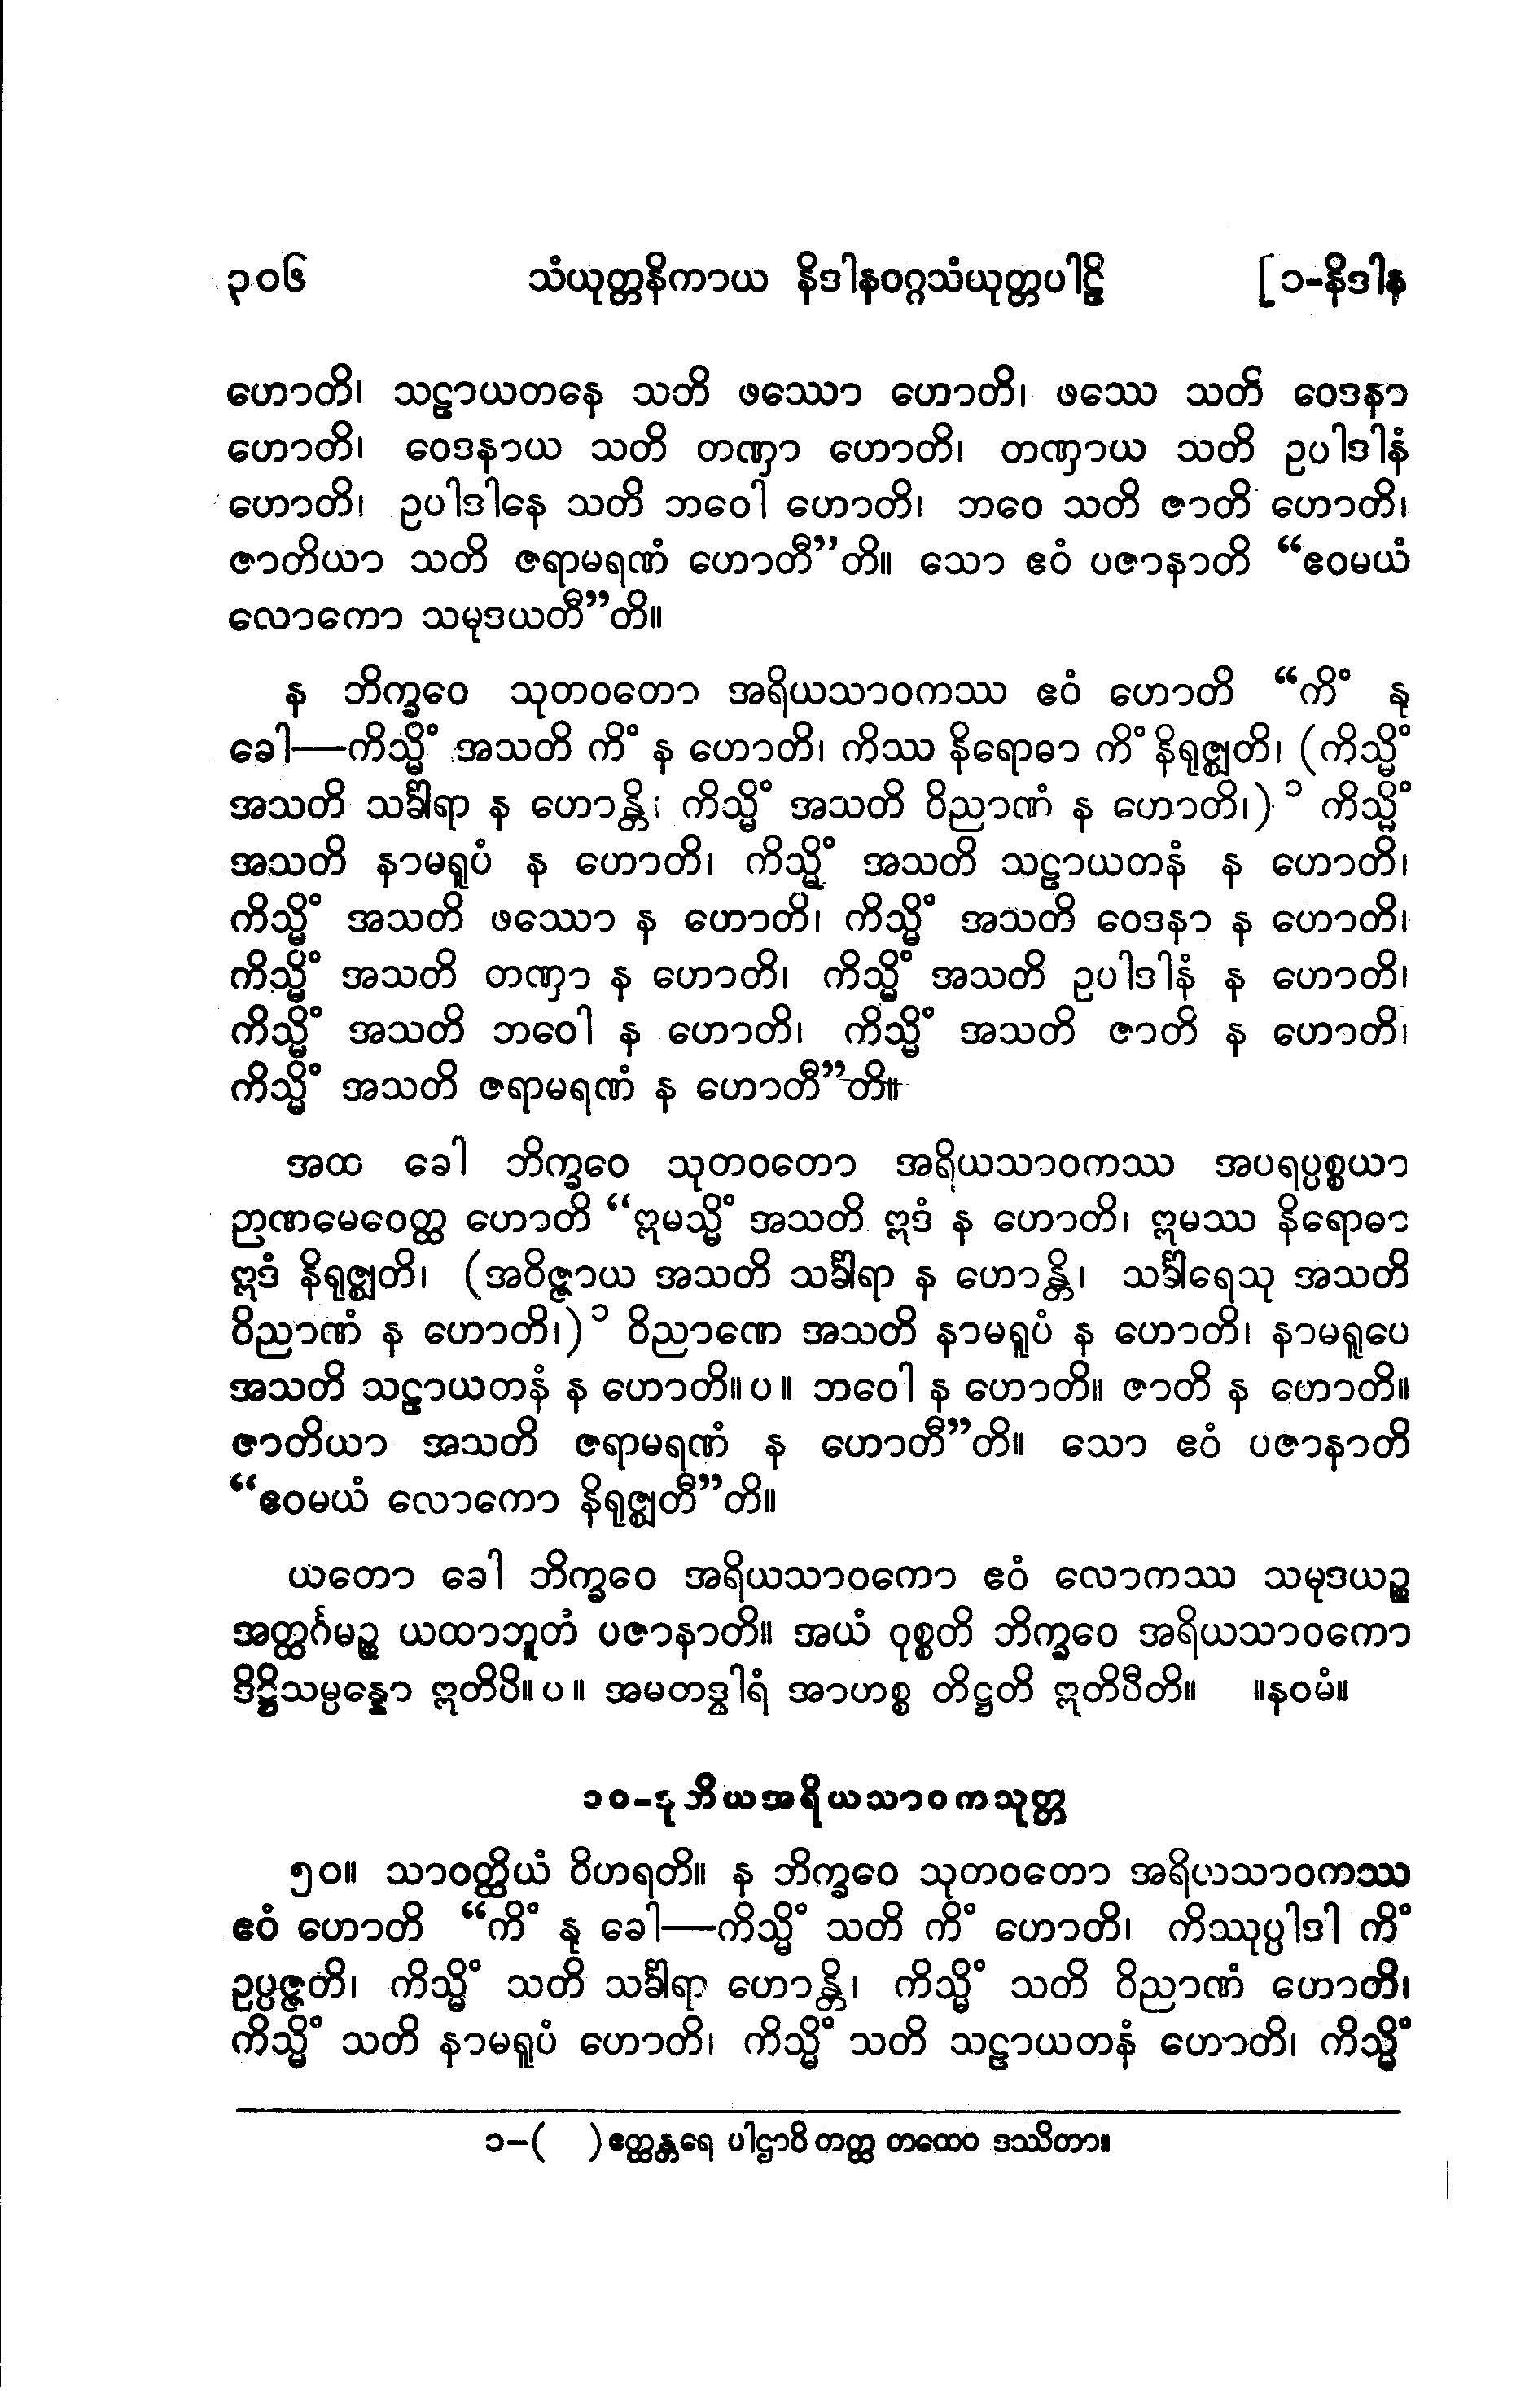 ၃၀၆ သံယုတ္တနိကာယ နိဒါနဝဂ္ဂသံယုတ္တပါဠိ [၁-နိဒါန
ဟောတိ၊ သဠာယတနေ သတိ ဖဿော ဟောတိ၊ ဖဿေ သတိ ဝေဒနာ
ဟောတိ၊ ဝေဒနာယ သတိ တဏှာ ဟောတိ၊ တဏှာယ သတိ ဥပါဒါနံ
ဟောတိ၊ ဥပါဒါနေ သတိ ဘဝေါ ဟောတိ၊ ဘဝေ သတိ ဇာတိ ဟောတိ၊
ဇာတိယာ သတိ ဇရာမရဏံ ဟောတီ”တိ။ သော ဧဝံ ပဇာနာတိ “ဧဝမယံ
လောကော သမုဒယတီ”တိ။
န ဘိက္ခဝေ သုတဝတော အရိယသာဝကဿ ဧဝံ ဟောတိ “ကိံ နု
ခေါ—ကိသ္မိံ အသတိ ကိံ န ဟောတိ၊ ကိဿ နိရောဓာ ကိံ နိရုဇ္ဈတိ၊ (ကိသ္မိံ
အသတိ သင်္ခါရာ န ဟောန္တိ၊ ကိသ္မိံ အသတိ ဝိညာဏံ န ဟောတိ၊)၁ ကိသ္မိံ
အသတိ နာမရူပံ န ဟောတိ၊ ကိသ္မိံ အသတိ သဠာယတနံ န ဟောတိ၊
ကိသ္မိံ အသတိ ဖဿော န ဟောတိ၊ ကိသ္မိံ အသတိ ဝေဒနာ န ဟောတိ၊
ကိသ္မိံ အသတိ တဏှာ န ဟောတိ၊ ကိသ္မိံ အသတိ ဥပါဒါနံ န ဟောတိ၊
ကိသ္မိံ အသတိ ဘဝေါ န ဟောတိ၊ ကိသ္မိံ အသတိ ဇာတိ န ဟောတိ၊
ကိသ္မိံ အသတိ ဇရာမရဏံ န ဟောတီ”တိ။
အထ ခေါ ဘိက္ခဝေ သုတဝတော အရိယသာဝကဿ အပရပ္ပစ္စယာ
ဉာဏမေဝေတ္ထ ဟောတိ “ဣမသ္မိံ အသတိ ဣဒံ န ဟောတိ၊ ဣမဿ နိရောဓာ
ဣဒံ နိရုဇ္ဈတိ၊ (အဝိဇ္ဇာယ အသတိ သင်္ခါရာ န ဟောန္တိ၊ သင်္ခါရေသု အသတိ
ဝိညာဏံ န ဟောတိ၊)၁ ဝိညာဏေ အသတိ နာမရူပံ န ဟောတိ၊ နာမရူပေ
အသတိ သဠာယတနံ န ဟောတိ။ပ။ ဘဝေါ န ဟောတိ။ ဇာတိ န ဟောတိ။
ဇာတိယာ အသတိ ဇရာမရဏံ န ဟောတီ”တိ။ သော ဧဝံ ပဇာနာတိ
“ဧဝမယံ လောကော နိရုဇ္ဈတီ”တိ။
ယတော ခေါ ဘိက္ခဝေ အရိယသာဝကော ဧဝံ လောကဿ သမုဒယဉ္စ
အတ္ထင်္ဂမဉ္စ ယထာဘူတံ ပဇာနာတိ။ အယံ ဝုစ္စတိ ဘိက္ခဝေ အရိယသာဝကော
ဒိဋ္ဌိသမ္ပန္နော ဣတိပိ။ပ။ အမတဒွါရံ အာဟစ္စ တိဋ္ဌတိ ဣတိပီတိ။ ။နဝမံ။
၁၀-ဒုတိယအရိယသာဝကသုတ္တ
၅၀။ သာဝတ္ထိယံ ဝိဟရတိ။ န ဘိက္ခဝေ သုတဝတော အရိယသာဝကဿ
ဧဝံ ဟောတိ “ကိံ နု ခေါ—ကိသ္မိံ သတိ ကိံ ဟောတိ၊ ကိဿုပ္ပါဒါ ကိံ
ဥပ္ပဇ္ဇတိ၊ ကိသ္မိံ သတိ သင်္ခါရာ ဟောန္တိ၊ ကိသ္မိံ သတိ ဝိညာဏံ ဟောတိ၊
ကိသ္မိံ သတိ နာမရူပံ ဟောတိ၊ ကိသ္မိံ သတိ သဠာယတနံ ဟောတိ၊ ကိသ္မိံ
၁-( ) ဧတ္ထန္တရေ ပါဌာပိ တတ္ထ တထေဝ ဒဿိတာ။